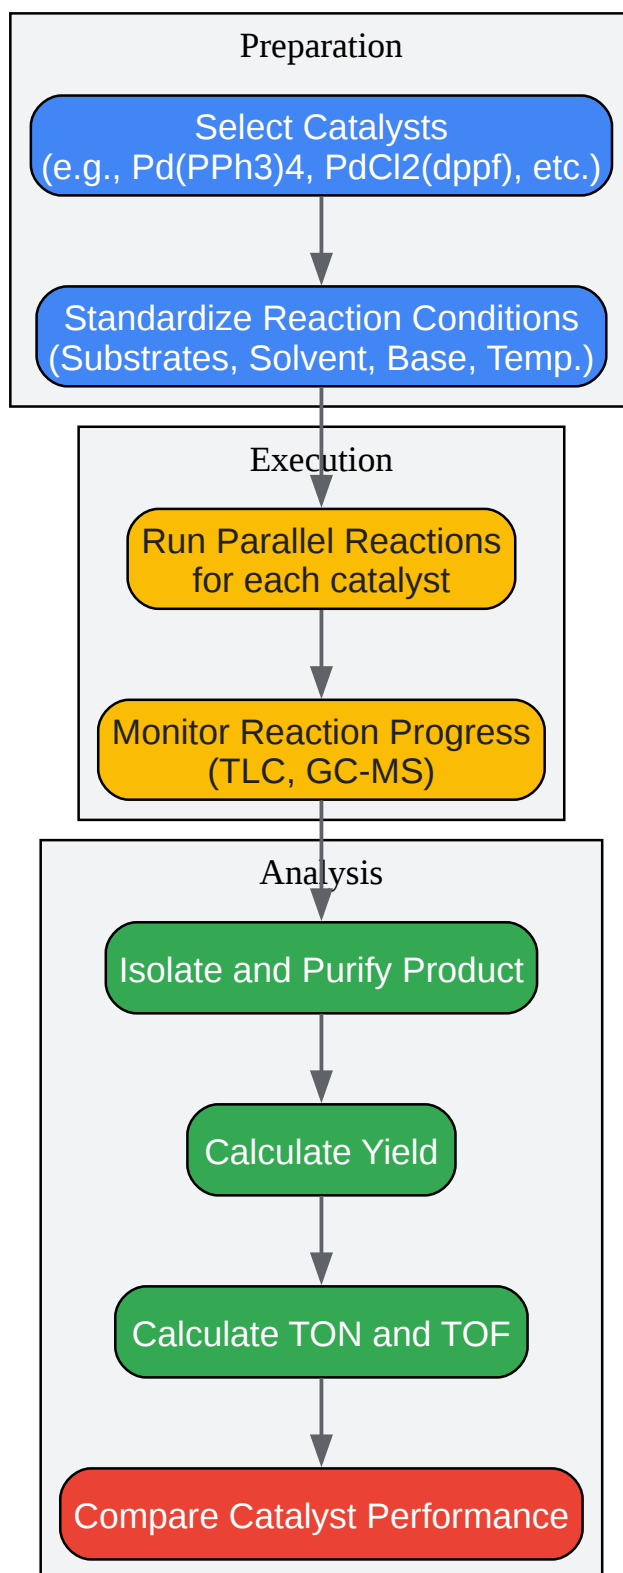 Preparation
Select Catalysts
(e.g., Pd(PPh3)4, PdCl2(dppf), etc.)
Standardize Reaction Conditions
(Substrates, Solvent, Base, Temp.)
Execution
Run Parallel Reactions
for each catalyst
Monitor Reaction Progress
(TLC, GC-MS)
Analysis
Isolate and Purify Product
Calculate Yield
Calculate TON and TOF
Compare Catalyst Performance